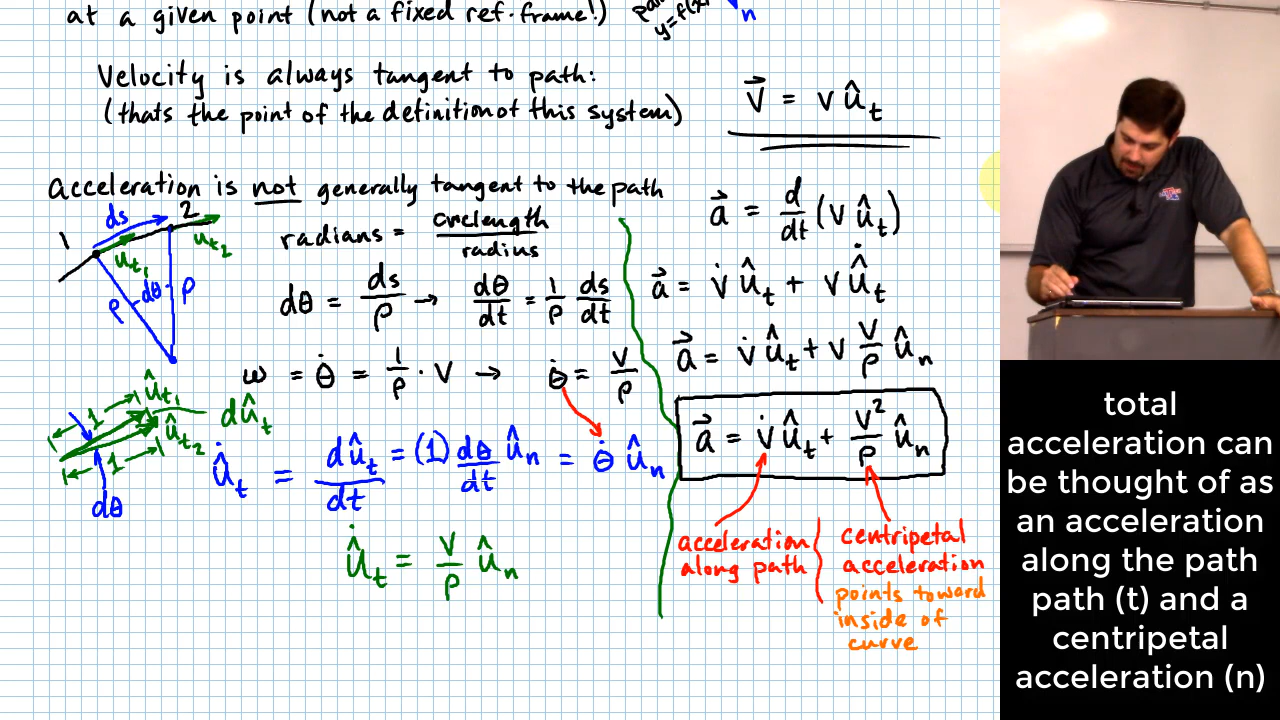 at a given point (not a fixed ref. frame!)
y=f(x)
n
Velocity is always tangent to path:
(thats the point of the definition of this system)
v⃗ = v û_t
acceleration is not generally tangent to the path
ds
1
2
u_t1
u_t2
ρ
dθ
ρ
radians = arclength / radius
dθ = ds/ρ → dθ/dt = 1/ρ ds/dt
ω = θ̇ = 1/ρ · v → θ̇ = v/ρ
û_t1
1
û_t2
1
dû_t
dθ
û̇_t = dû_t/dt = (1) dθ/dt û_n = θ̇ û_n
û̇_t = v/ρ û_n
a⃗ = d/dt (v û_t)
a⃗ = v̇ û_t + v û̇_t
a⃗ = v̇ û_t + v v/ρ û_n
a⃗ = v̇ û_t + v²/ρ û_n
acceleration
along path
centripetal
acceleration
points toward
inside of
curve
total
acceleration can
be thought of as
an acceleration
along the path
path (t) and a
centripetal
acceleration (n)